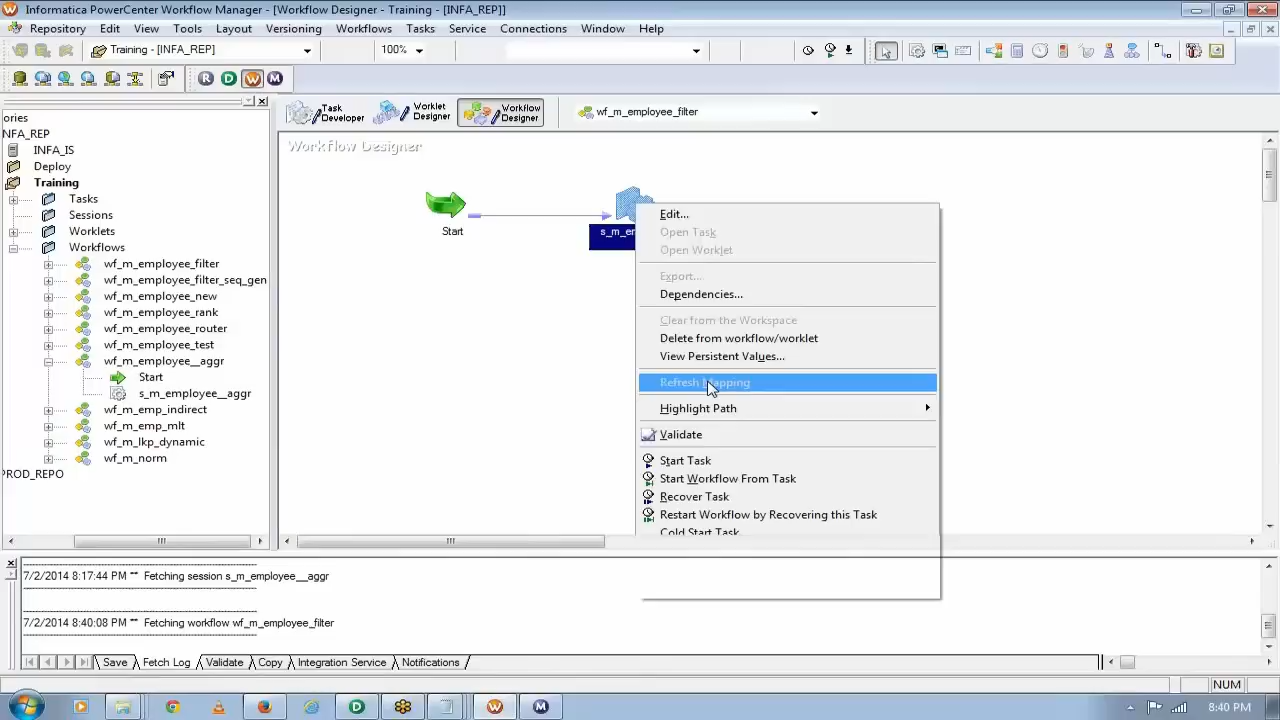 Informatica PowerCenter Workflow Manager - [Workflow Designer - Training - [INFA_REP]]
Repository Edit View Tools Layout Versioning Workflows Tasks Service Connections Window Help
Training - [INFA_REP] 100%
R D W M
Task Developer
Worklet Designer
Workflow Designer
wf_m_employee_filter
ories
INFA_REP
INFA_IS
Deploy
Training
Tasks
Sessions
Worklets
Workflows
wf_m_employee_filter
wf_m_employee_filter_seq_gen
wf_m_employee_new
wf_m_employee_rank
wf_m_employee_router
wf_m_employee_test
wf_m_employee__aggr
Start
s_m_employee__aggr
wf_m_emp_indirect
wf_m_emp_mlt
wf_m_lkp_dynamic
wf_m_norm
PROD_REPO
Workflow Designer
Start
s_m_er
Edit...
Open Task
Open Worklet
Export...
Dependencies...
Clear from the Workspace
Delete from workflow/worklet
View Persistent Values...
Refresh Mapping
Highlight Path
Validate
Start Task
Start Workflow From Task
Recover Task
Restart Workflow by Recovering this Task
Cold Start Task
7/2/2014 8:17:44 PM ** Fetching session s_m_employee__aggr
7/2/2014 8:40:08 PM ** Fetching workflow wf_m_employee_filter
Save Fetch Log Validate Copy Integration Service Notifications
NUM
8:40 PM